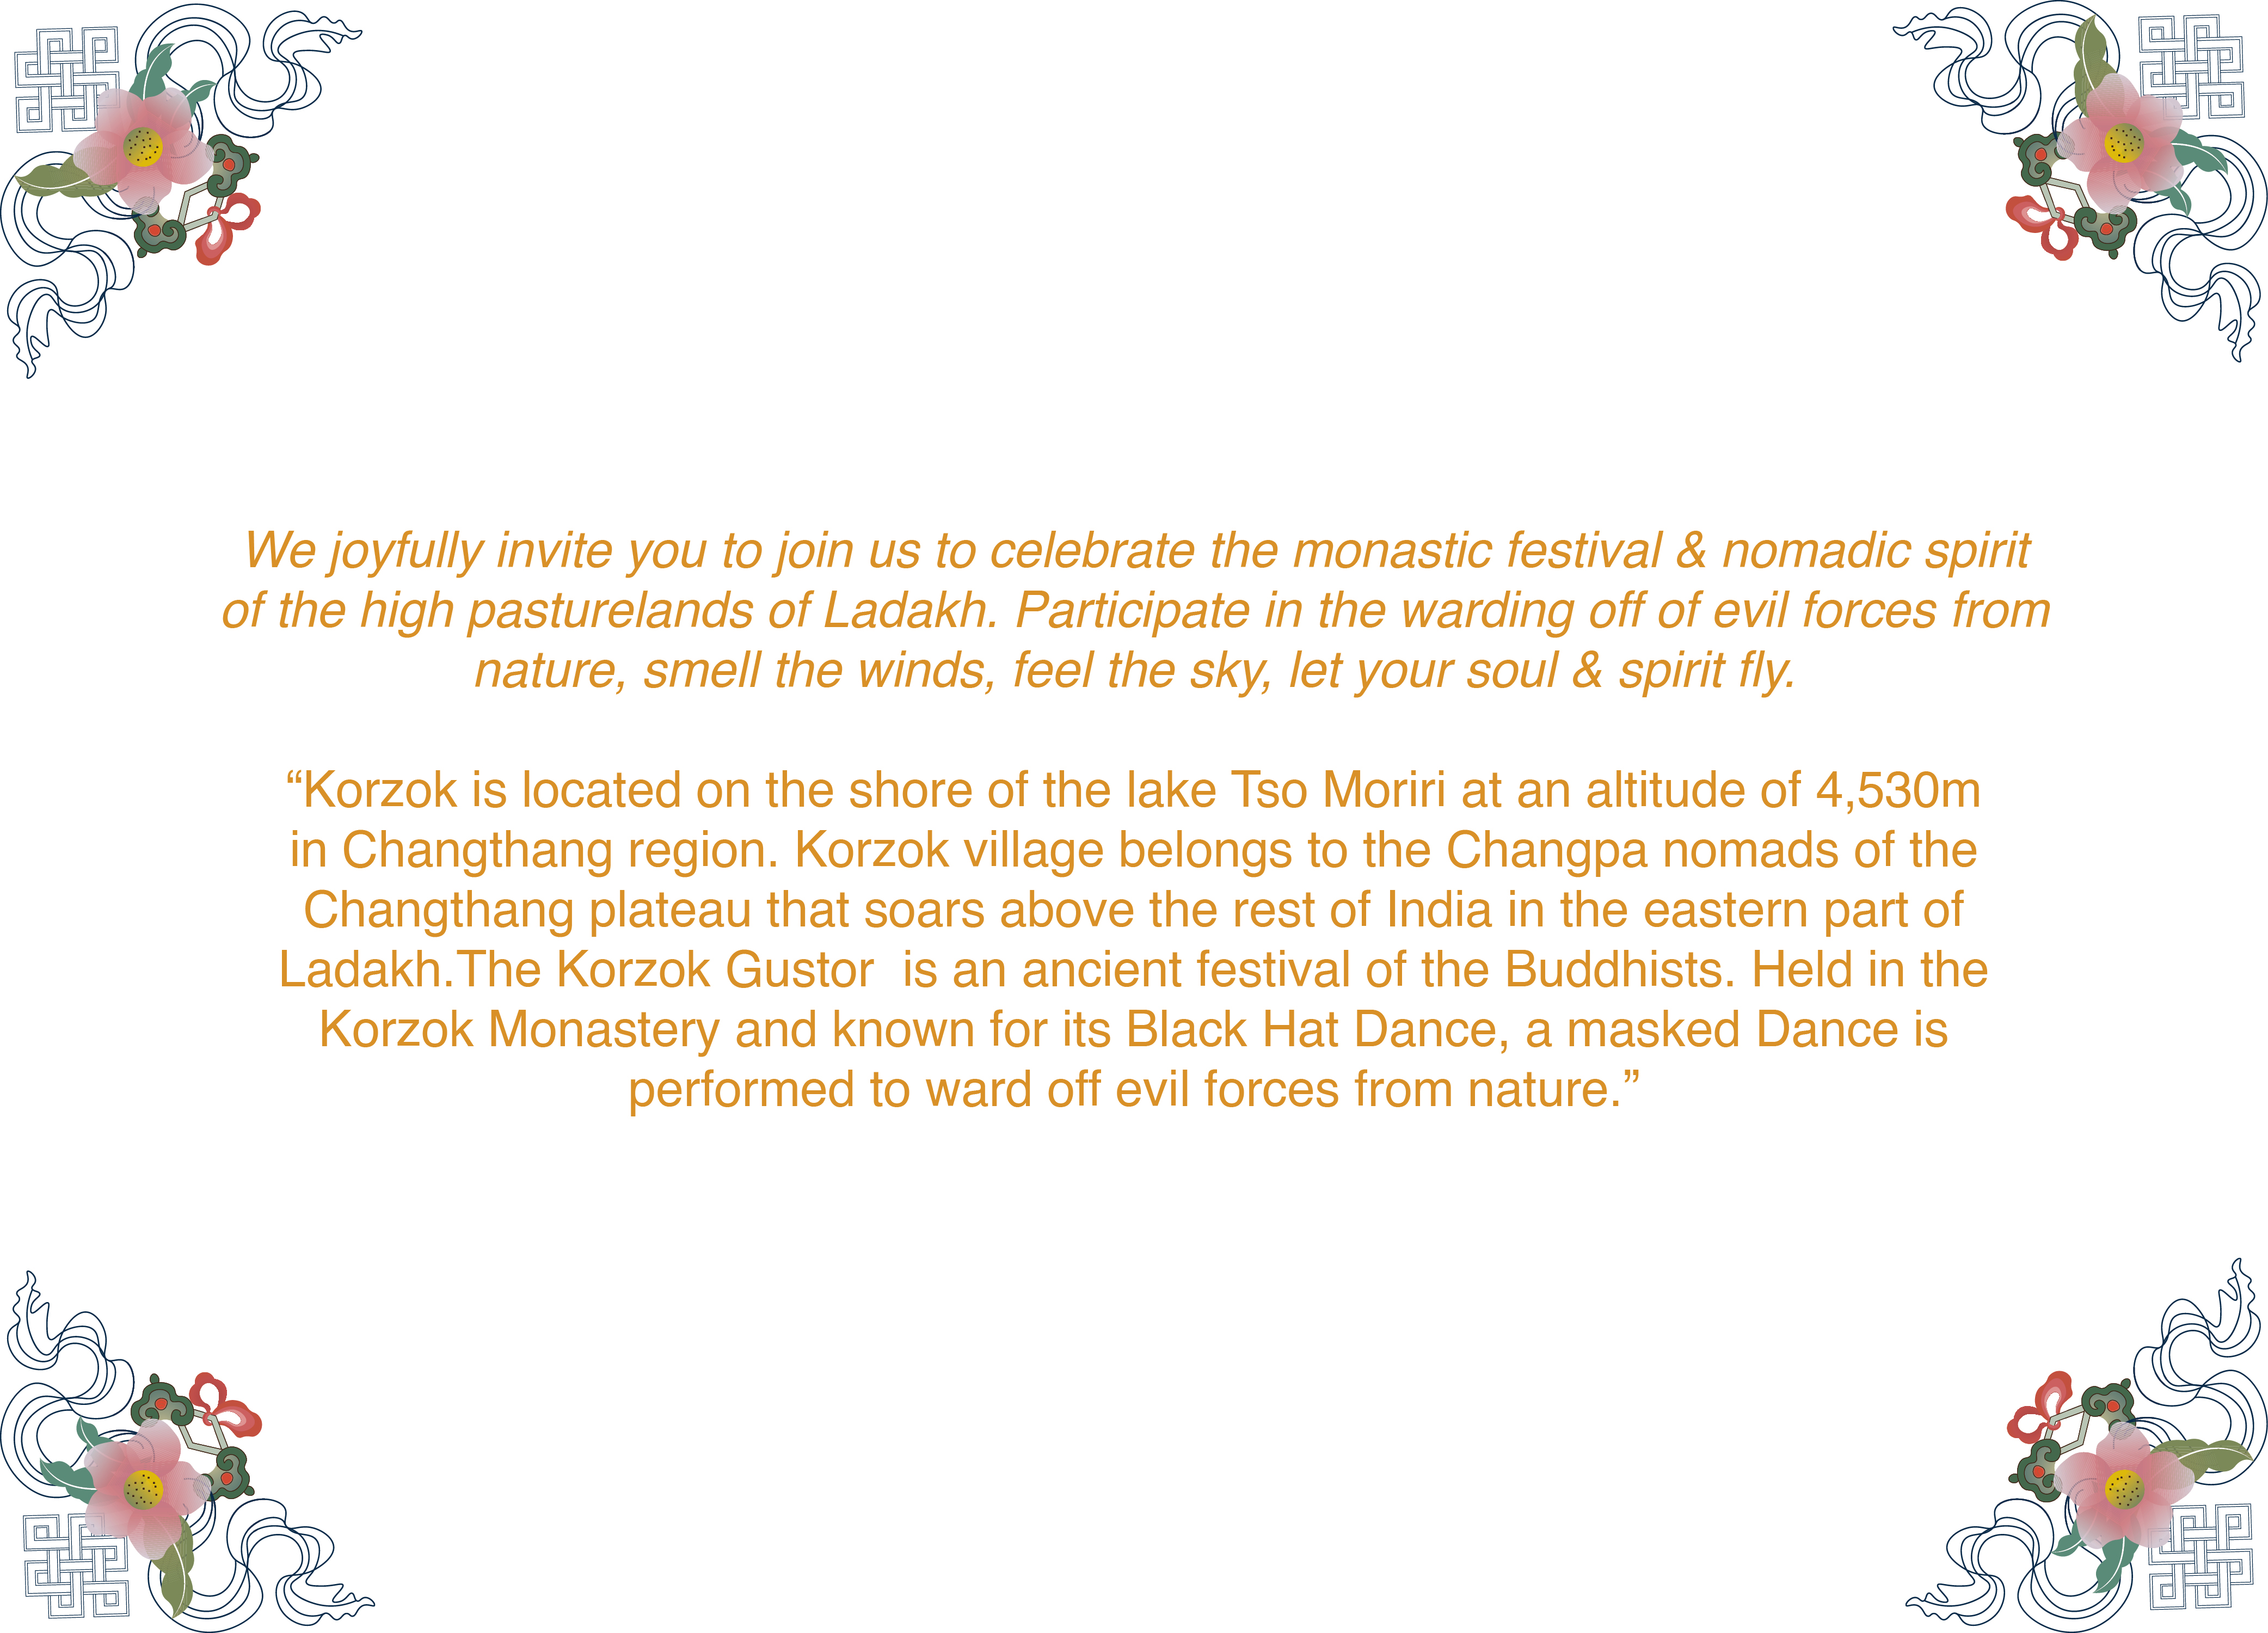 We joyfully invite you to join us to celebrate the monastic festival & nomadic spirit
of the high pasturelands of Ladakh. Participate in the warding off of evil forces from
nature, smell the winds, feel the sky, let your soul & spirit fly.
“Korzok is located on the shore of the lake Tso Moriri at an altitude of 4,530m
in Changthang region. Korzok village belongs to the Changpa nomads of the
Changthang plateau that soars above the rest of India in the eastern part of
Ladakh.The Korzok Gustor  is an ancient festival of the Buddhists. Held in the
Korzok Monastery and known for its Black Hat Dance, a masked Dance is
performed to ward off evil forces from nature.”